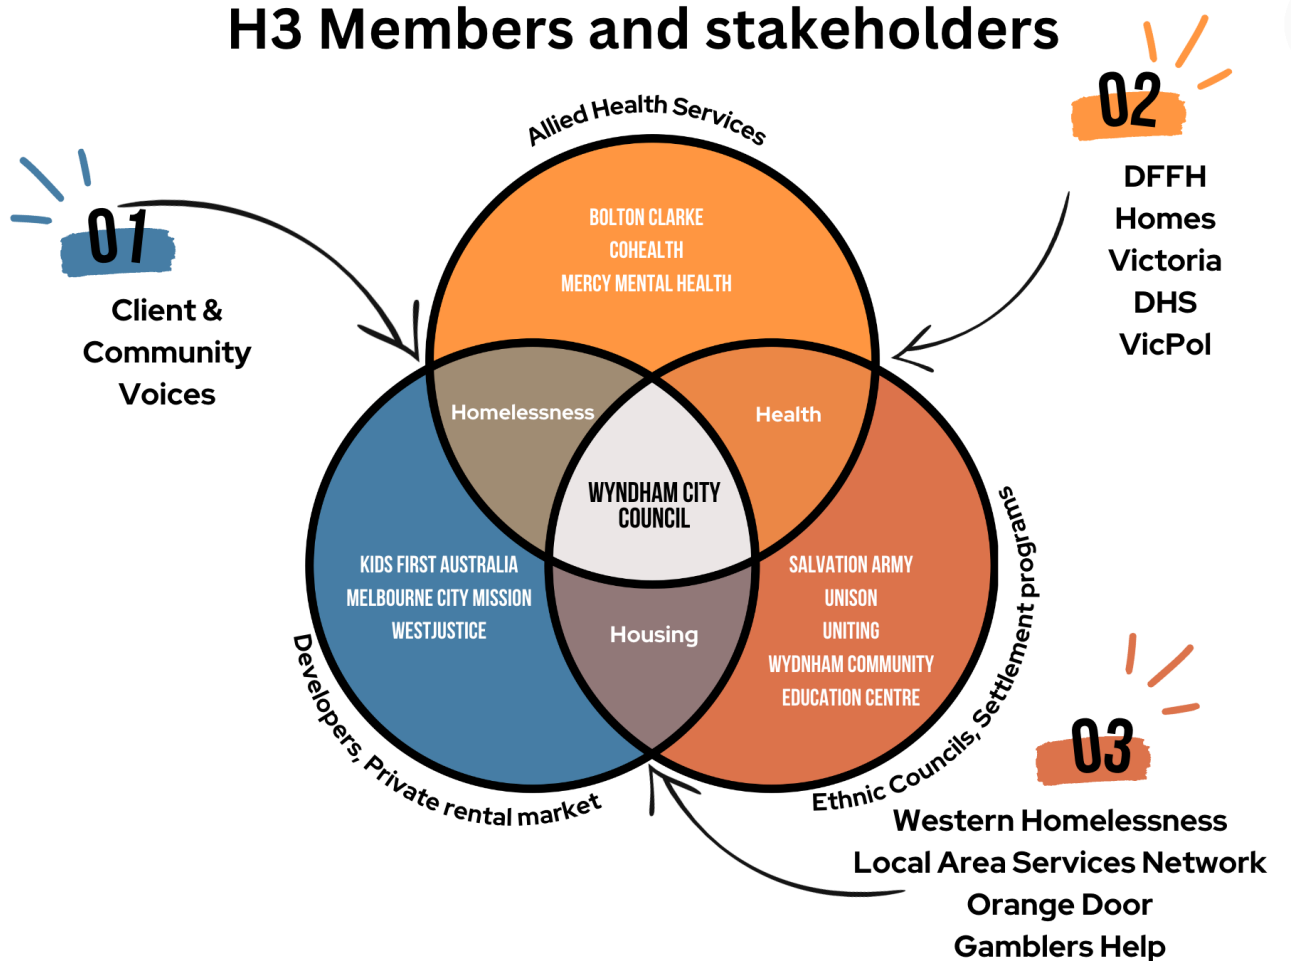 H3 Members and stakeholders
Allied Health Services
01
Client &
Community
Voices
02
DFFH
Homes
Victoria
DHS
VicPol
BOLTON CLARKE
COHEALTH
MERCY MENTAL HEALTH
Homelessness
Health
WYNDHAM CITY
COUNCIL
KIDS FIRST AUSTRALIA
MELBOURNE CITY MISSION
WESTJUSTICE
Housing
SALVATION ARMY
UNISON
UNITING
WYDNHAM COMMUNITY
EDUCATION CENTRE
Developers, Private rental market
Ethnic Councils, Settlement programs
03
Western Homelessness
Local Area Services Network
Orange Door
Gamblers Help